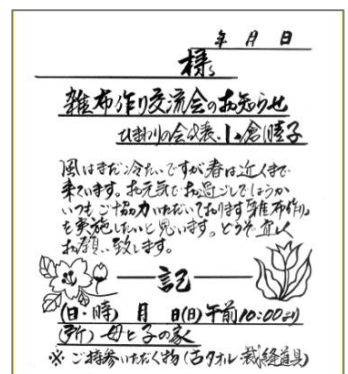 年 月 日
様
雑布作り交流会のお知らせ
ひまわりの会代表 小倉睦子
風はまだ冷たいですが春は近くまで
来ています。お元気でお過ごしでしょうか
いつもご協力いただいております「雑布作り」
を実施したいと思います。どうぞ宜しく
お願い致します。
記
(日・時) 月 日(日)午前10:00より
(所) 母と子の家
※ ご持参いただく物(古タオル・裁縫道具)